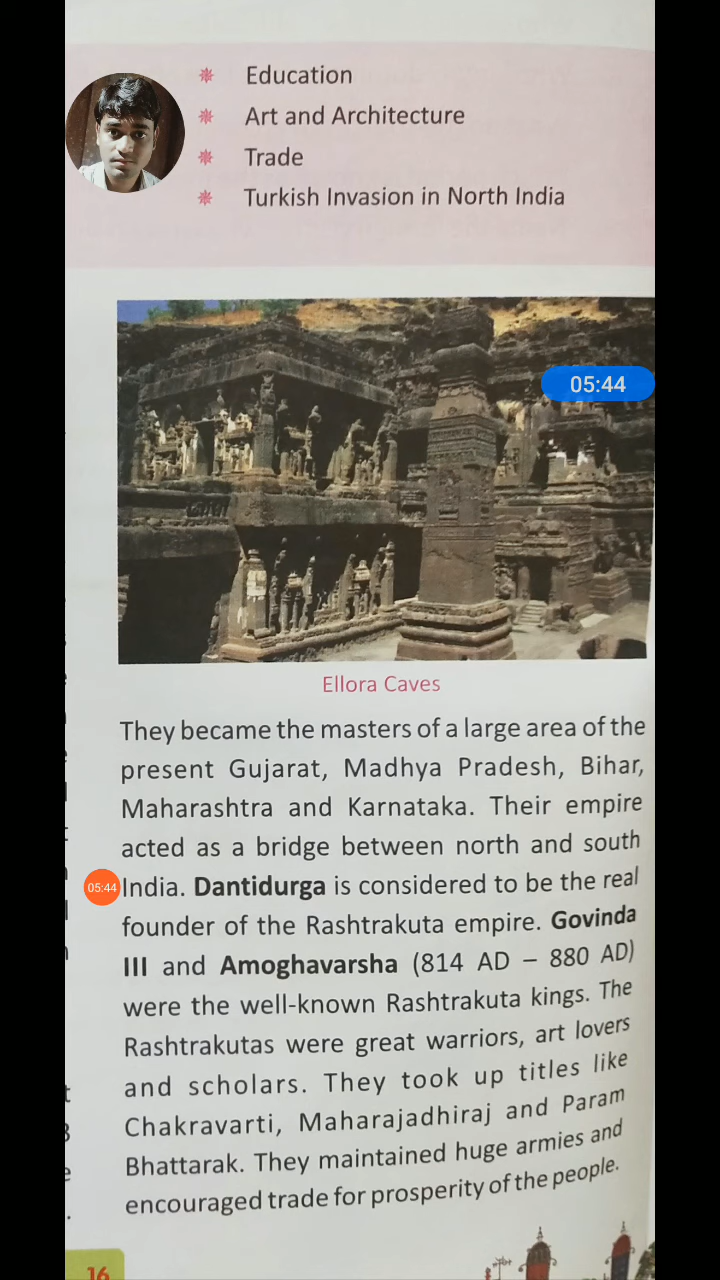 Education
Art and Architecture
Trade
Turkish Invasion in North India
05:44
Ellora Caves
They became the masters of a large area of the
present Gujarat, Madhya Pradesh, Bihar,
Maharashtra and Karnataka. Their empire
acted as a bridge between north and south
05:44
India. Dantidurga is considered to be the real
founder of the Rashtrakuta empire. Govinda
III and Amoghavarsha (814 AD – 880 AD)
were the well-known Rashtrakuta kings. The
Rashtrakutas were great warriors, art lovers
and scholars. They took up titles like
Chakravarti, Maharajadhiraj and Param
Bhattarak. They maintained huge armies and
encouraged trade for prosperity of the people.
16